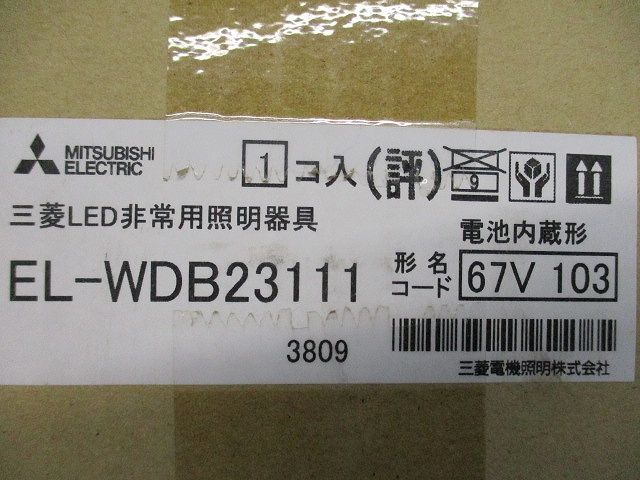 MITSUBISHI
ELECTRIC
1 コ入 (評) 9
三菱LED非常用照明器具
電池内蔵形
EL-WDB23111
形名
コード
67V 103
3809
三菱電機照明株式会社